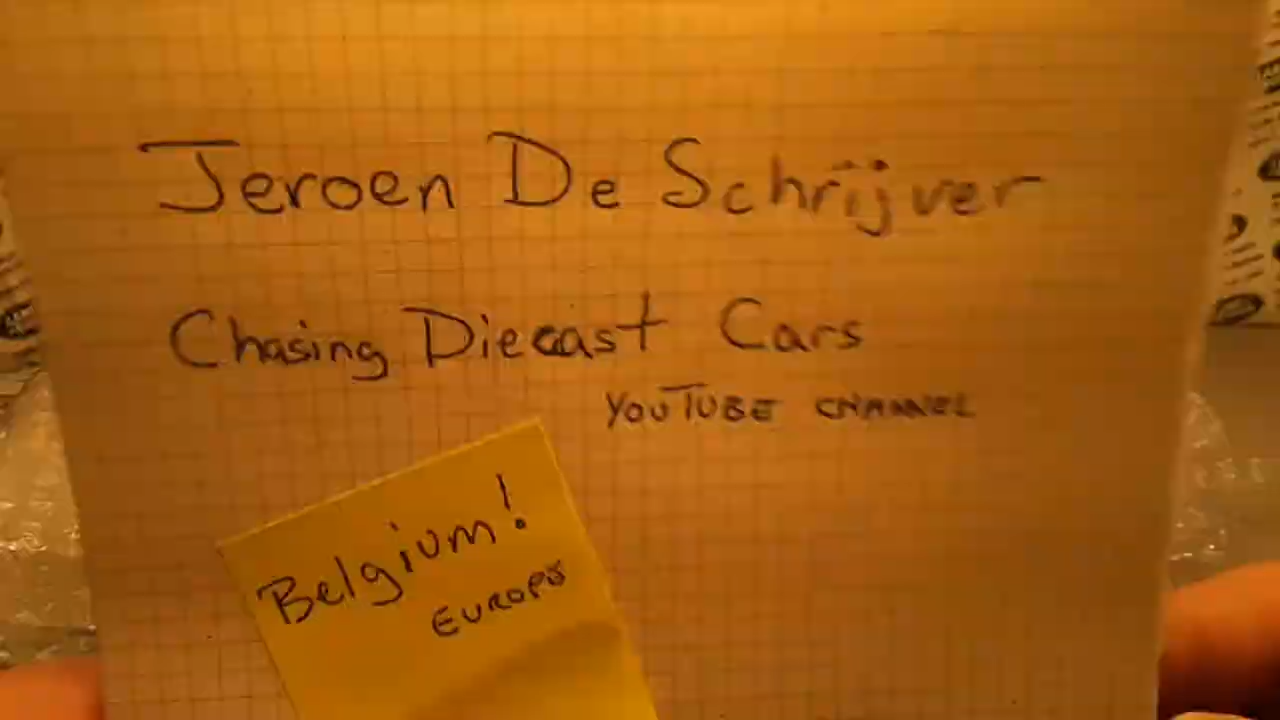 Jeroen De Schrijver
Chasing Diecast Cars
YOUTUBE CHANNEL
Belgium!
EUROPE